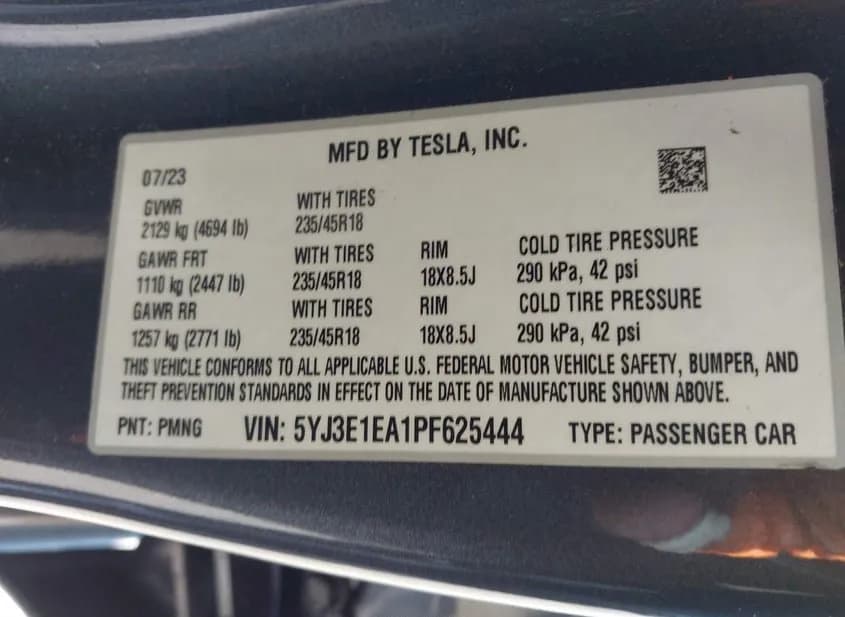 MFD BY TESLA, INC.
07/23
GVWR WITH TIRES
2129 kg (4694 lb) 235/45R18
GAWR FRT WITH TIRES RIM COLD TIRE PRESSURE
1110 kg (2447 lb) 235/45R18 18X8.5J 290 kPa, 42 psi
GAWR RR WITH TIRES RIM COLD TIRE PRESSURE
1257 kg (2771 lb) 235/45R18 18X8.5J 290 kPa, 42 psi
THIS VEHICLE CONFORMS TO ALL APPLICABLE U.S. FEDERAL MOTOR VEHICLE SAFETY, BUMPER, AND
THEFT PREVENTION STANDARDS IN EFFECT ON THE DATE OF MANUFACTURE SHOWN ABOVE.
PNT: PMNG VIN: 5YJ3E1EA1PF625444 TYPE: PASSENGER CAR